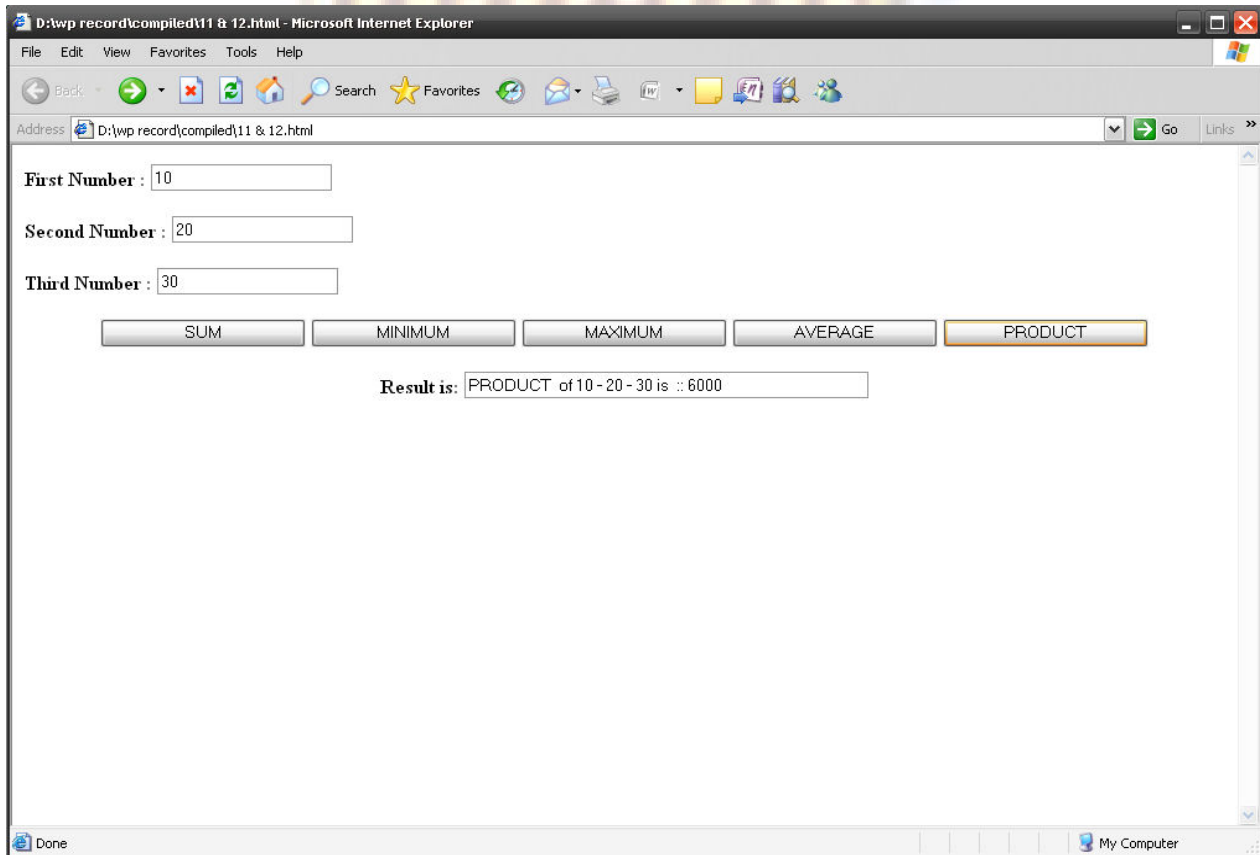 D:\wp record\compiled\11 & 12.html - Microsoft Internet Explorer
File Edit View Favorites Tools Help
Back Search Favorites
Address D:\wp record\compiled\11 & 12.html Go Links »
First Number : 10
Second Number : 20
Third Number : 30
SUM MINIMUM MAXIMUM AVERAGE PRODUCT
Result is: PRODUCT of 10 - 20 - 30 is :: 6000
Done My Computer